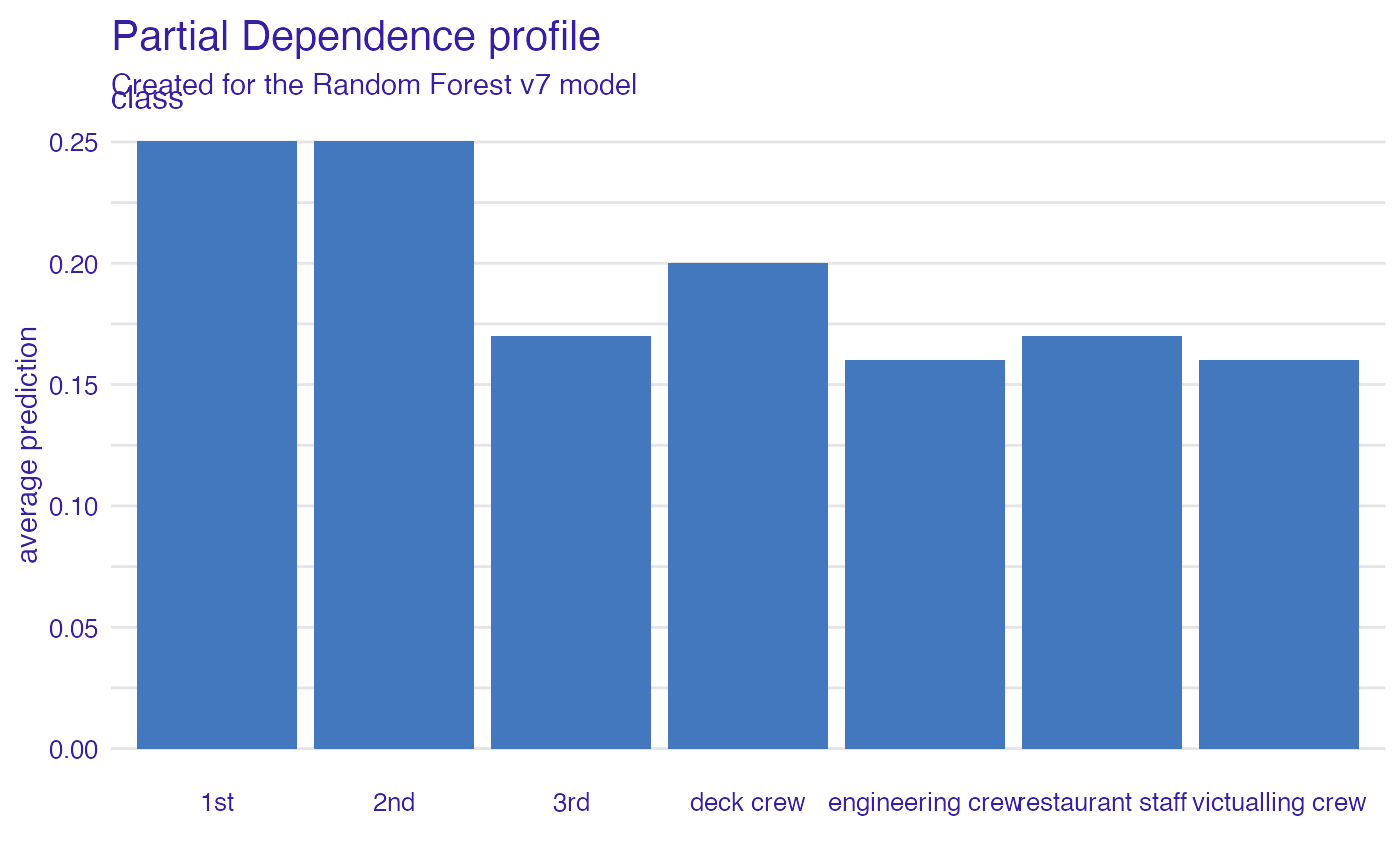 Partial Dependence profile
Created for the Random Forest v7 model
class
average prediction
0.25
0.20
0.15
0.10
0.05
0.00
1st 2nd 3rd deck crew engineering crew restaurant staff victualling crew